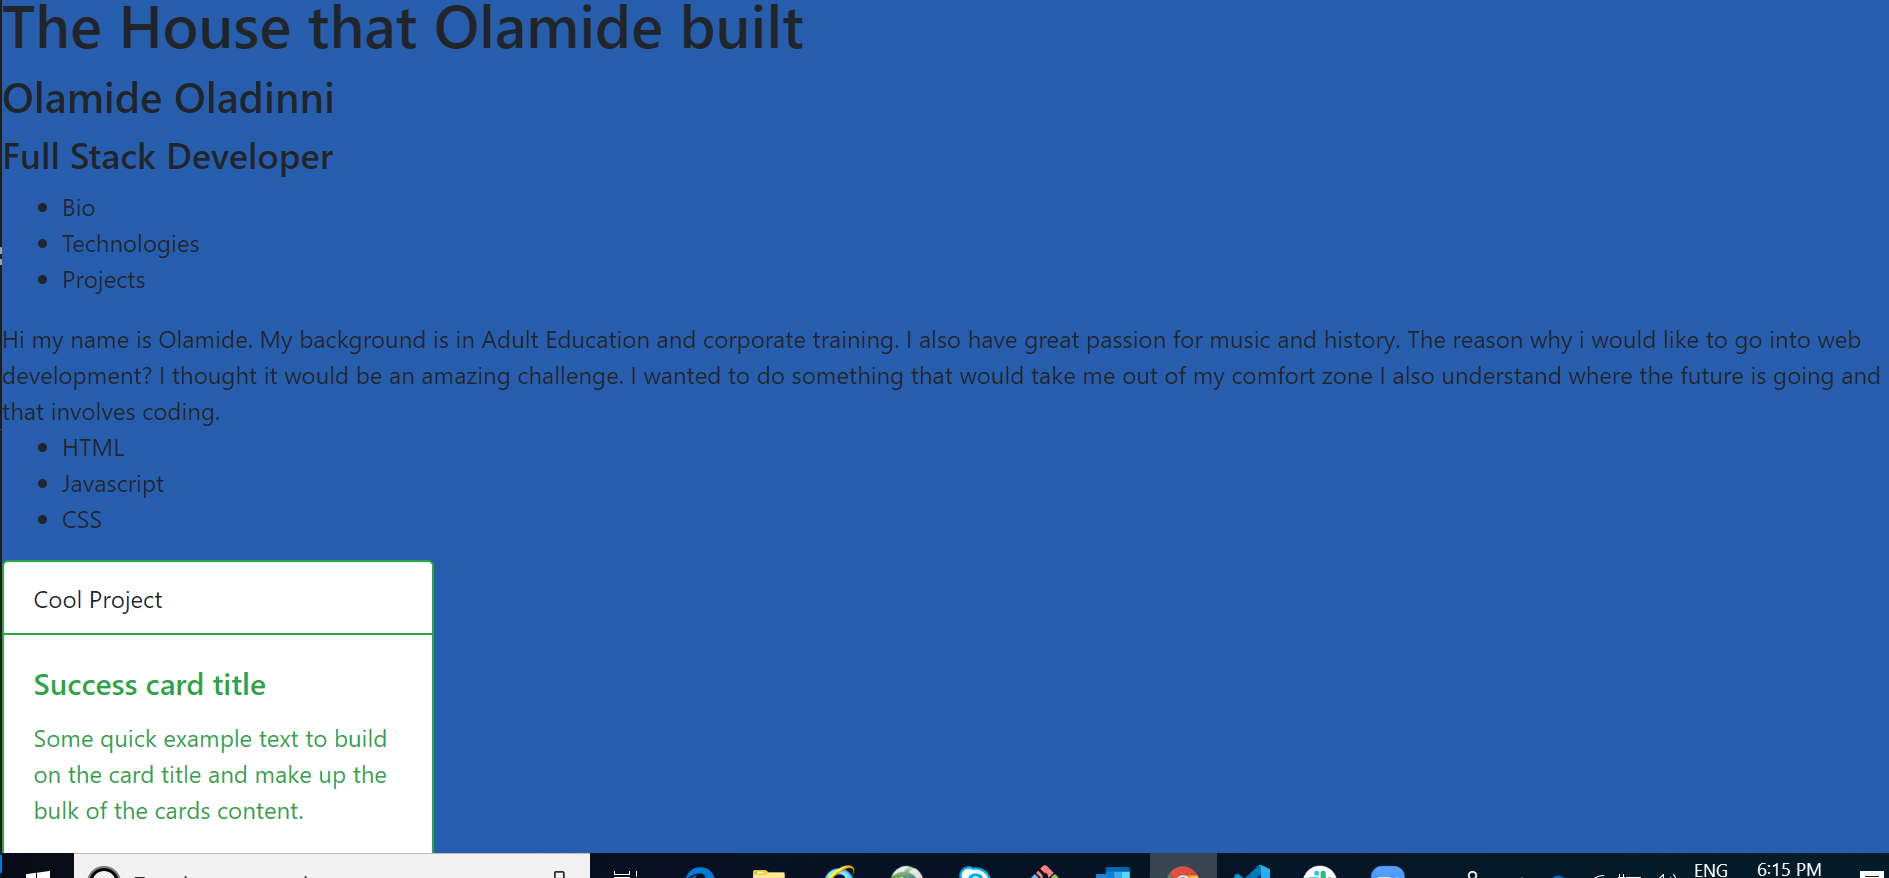 The House that Olamide built
Olamide Oladinni
Full Stack Developer
Bio
Technologies
Projects
Hi my name is Olamide. My background is in Adult Education and corporate training. I also have great passion for music and history. The reason why i would like to go into web
development? I thought it would be an amazing challenge. I wanted to do something that would take me out of my comfort zone I also understand where the future is going and
that involves coding.
HTML
Javascript
CSS
Cool Project
Success card title
Some quick example text to build
on the card title and make up the
bulk of the cards content.
ENG
6:15 PM